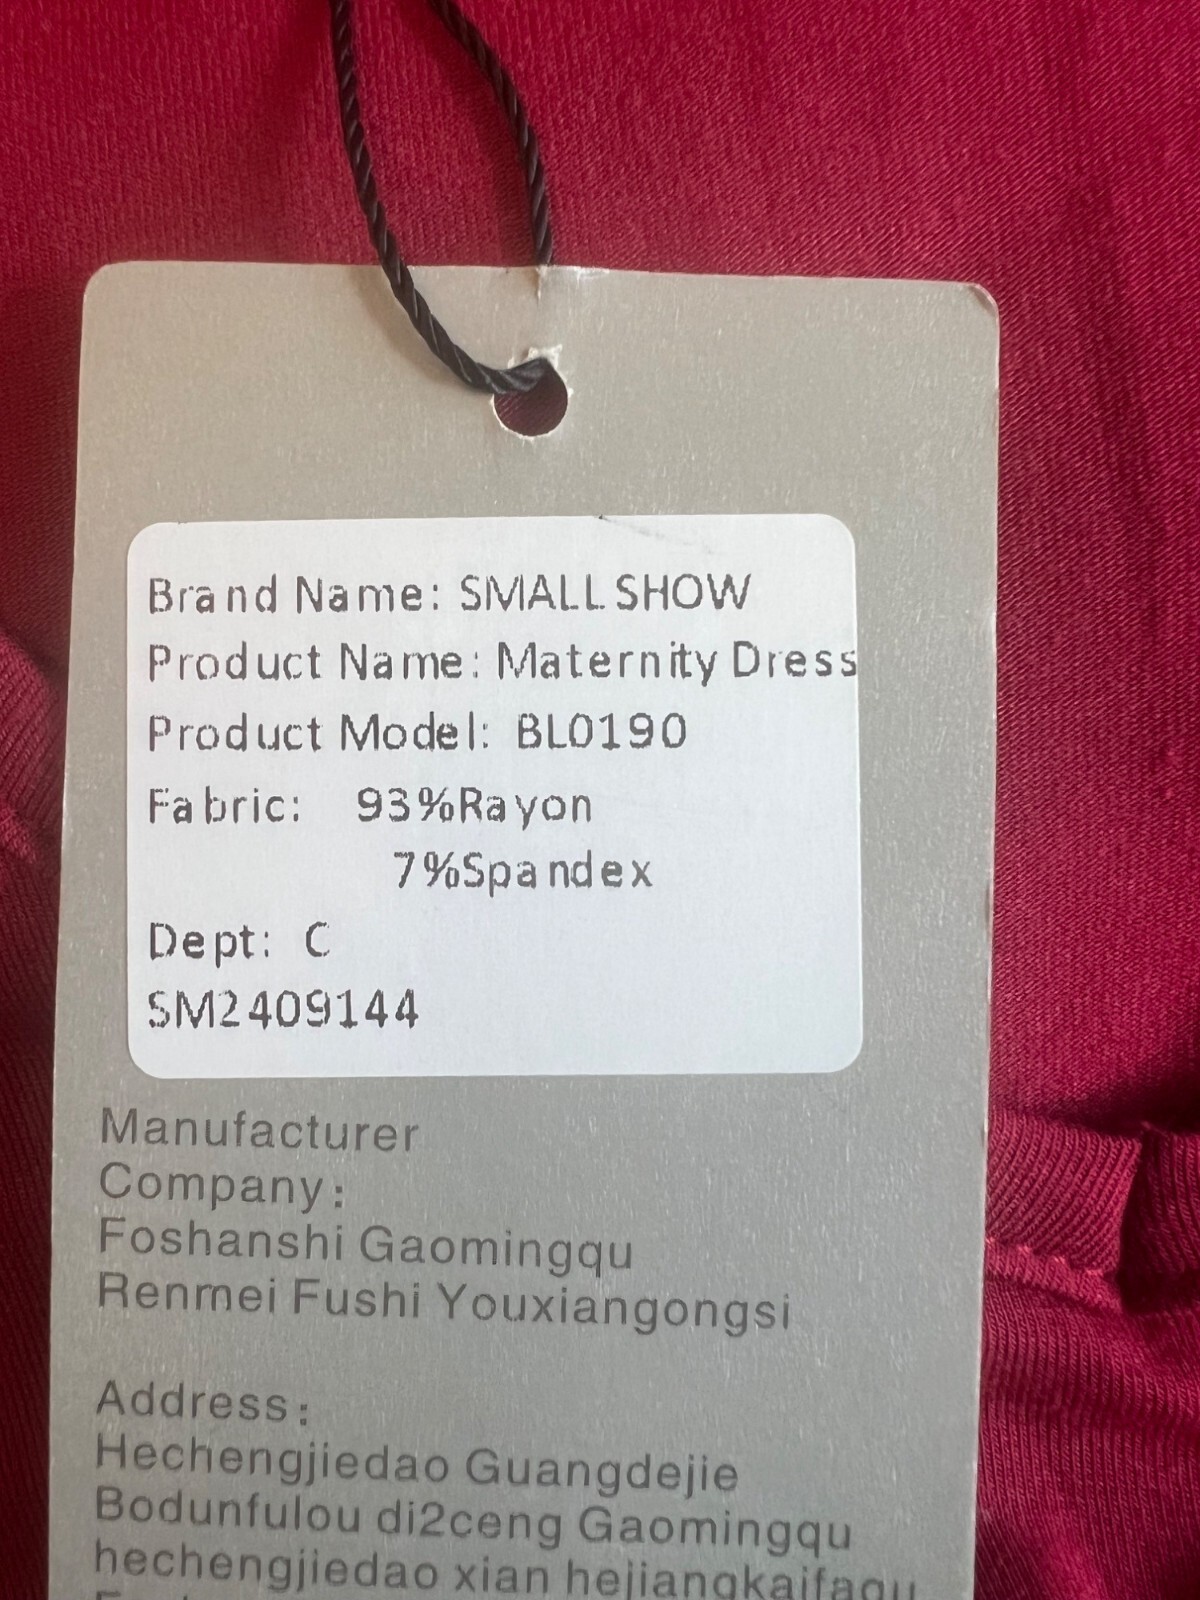 Brand Name: SMALL SHOW
Product Name: Maternity Dress
Product Model: BL0190
Fabric: 93%Rayon
7%Spandex
Dept: C
SM2409144
Manufacturer
Company:
Foshanshi Gaomingqu
Renmei Fushi Youxiangongsi
Address:
Hechengjiedao Guangdejie
Bodunfulou di2ceng Gaomingqu
hechengjiedao xian hejiangkaifaqu